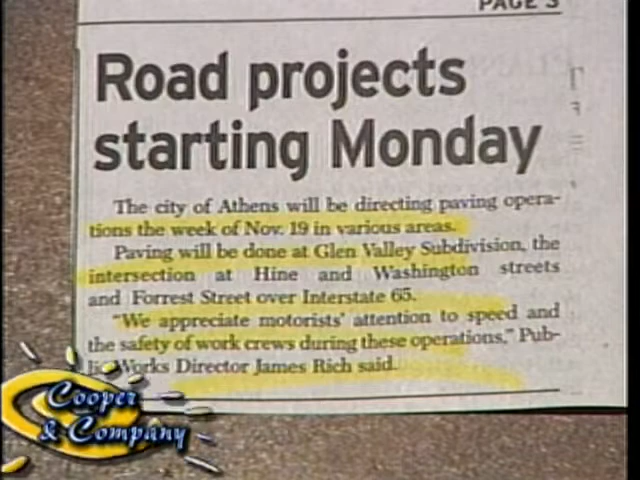 PAGE 3
Road projects
starting Monday
The city of Athens will be directing paving opera-
tions the week of Nov. 19 in various areas.
Paving will be done at Glen Valley Subdivision, the
intersection at Hine and Washington streets
and Forrest Street over Interstate 65.
"We appreciate motorists' attention to speed and
the safety of work crews during these operations," Pub-
lic Works Director James Rich said.
Cooper
& Company